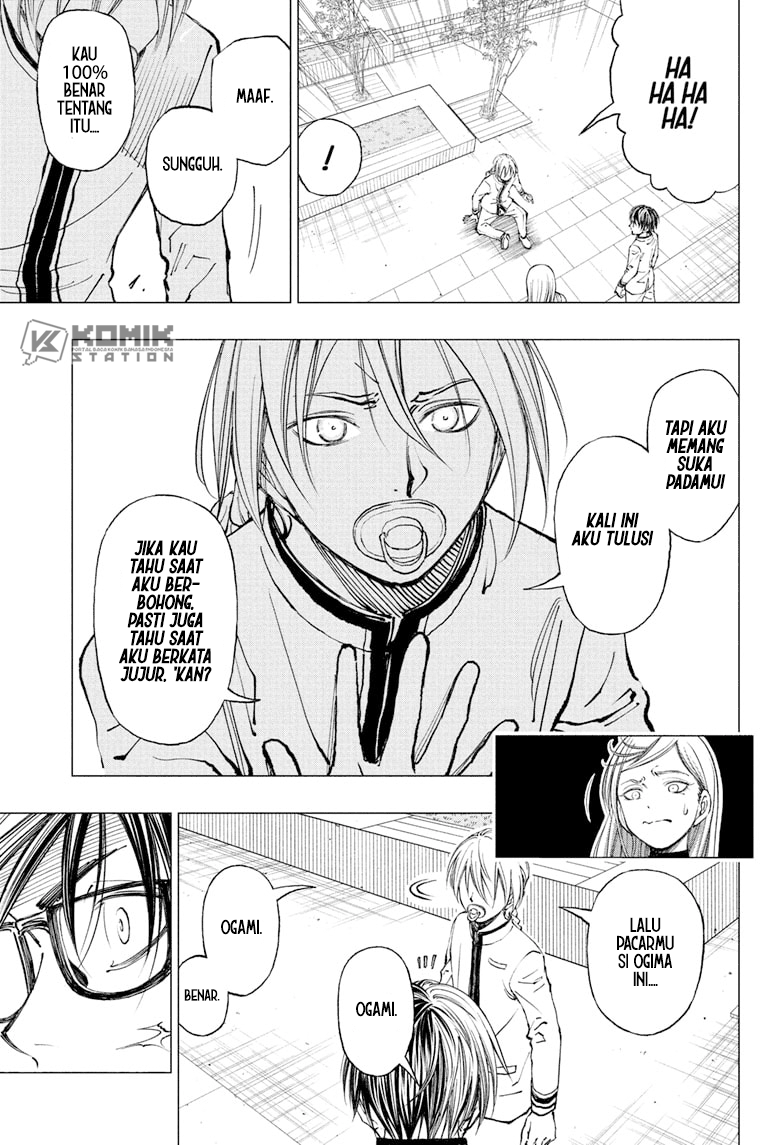 HA
HA HA HA
HA!
!
MAAF.
SUNGGUH.
KAU
100%
BENAR
TENTANG
ITU....
KOMIK
STATION
TAPI AKU
MEMANG
SUKA
PADAMU!
KALI INI
AKU TULUS!
JIKA KAU
TAHU SAAT
AKU BER-
BOHONG,
PASTI JUGA
TAHU SAAT
AKU BERKATA
JUJUR, 'KAN?
LALU
PACARMU
SI OGIMA
INI....
OGAMI.
OGAMI.
BENAR.